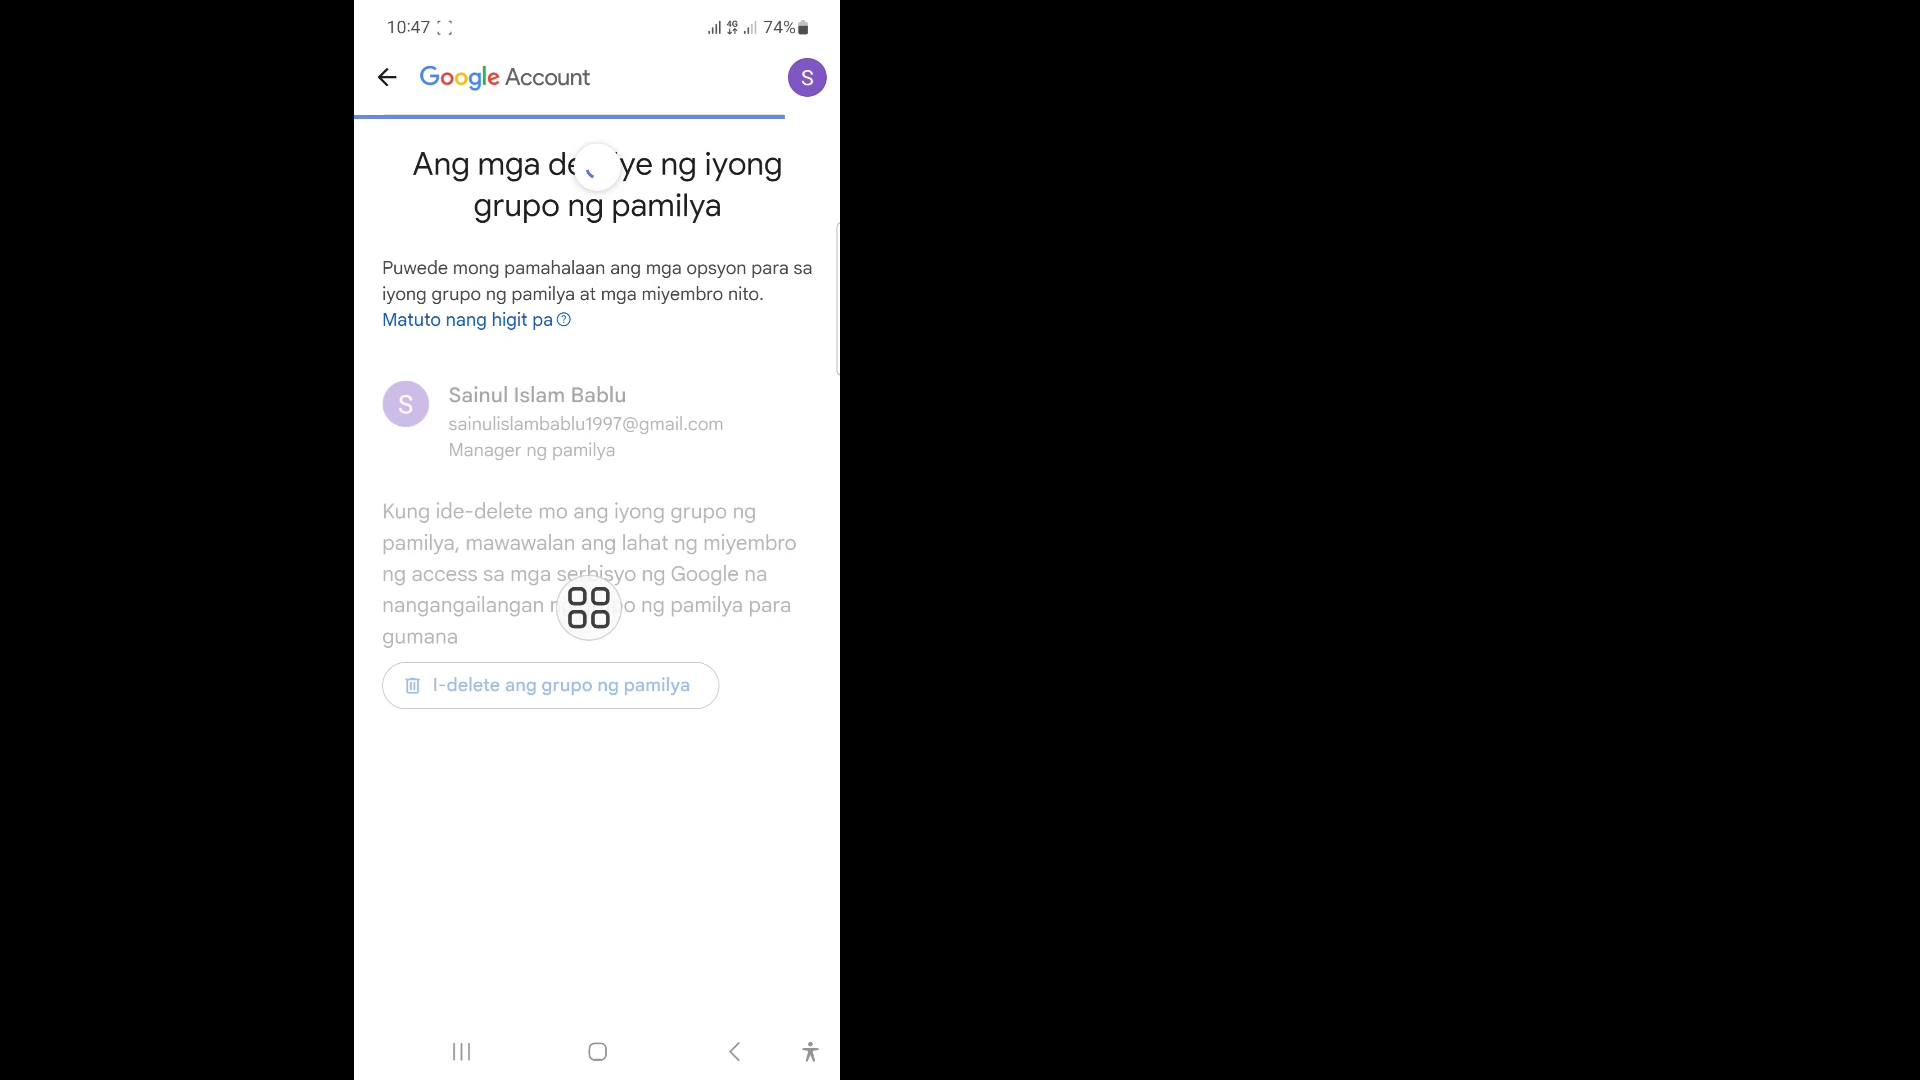 10:47
4G
74%
Google Account
S
Ang mga de ye ng iyong
grupo ng pamilya
Puwede mong pamahalaan ang mga opsyon para sa
iyong grupo ng pamilya at mga miyembro nito.
Matuto nang higit pa
S
Sainul Islam Bablu
sainulislambablu1997@gmail.com
Manager ng pamilya
Kung ide-delete mo ang iyong grupo ng
pamilya, mawawalan ang lahat ng miyembro
ng access sa mga serbisyo ng Google na
nangangailangan o ng pamilya para
gumana
I-delete ang grupo ng pamilya